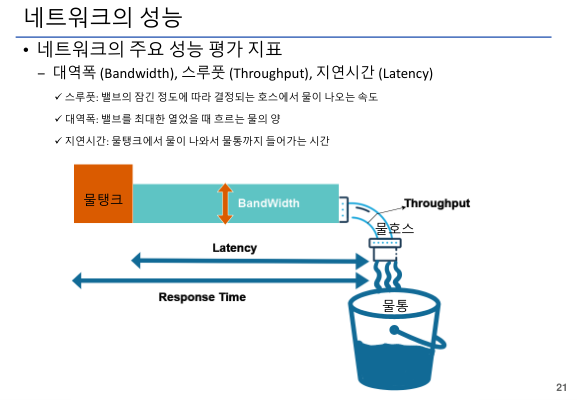 네트워크의 성능
• 네트워크의 주요 성능 평가 지표
– 대역폭 (Bandwidth), 스루풋 (Throughput), 지연시간 (Latency)
✓ 스루풋: 밸브의 잠긴 정도에 따라 결정되는 호스에서 물이 나오는 속도
✓ 대역폭: 밸브를 최대한 열었을 때 흐르는 물의 양
✓ 지연시간: 물탱크에서 물이 나와서 물통까지 들어가는 시간
물탱크
BandWidth
Throughput
물호스
Latency
Response Time
물통
21